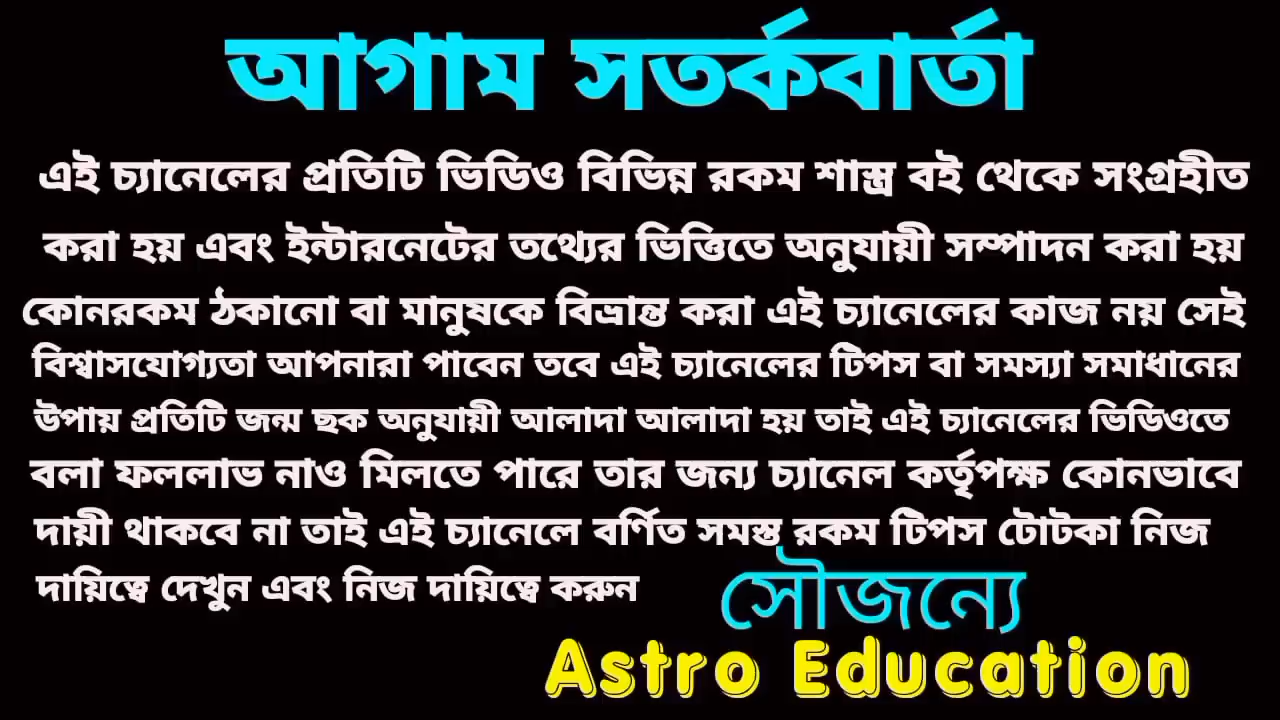 আগাম সতর্কবার্তা
এই চ্যানেলের প্রতিটি ভিডিও বিভিন্ন রকম শাস্ত্র বই থেকে সংগ্রহীত
করা হয় এবং ইন্টারনেটের তথ্যের ভিত্তিতে অনুযায়ী সম্পাদন করা হয়
কোনরকম ঠকানো বা মানুষকে বিভ্রান্ত করা এই চ্যানেলের কাজ নয় সেই
বিশ্বাসযোগ্যতা আপনারা পাবেন তবে এই চ্যানেলের টিপস বা সমস্যা সমাধানের
উপায় প্রতিটি জন্ম ছক অনুযায়ী আলাদা আলাদা হয় তাই এই চ্যানেলের ভিডিওতে
বলা ফললাভ নাও মিলতে পারে তার জন্য চ্যানেল কর্তৃপক্ষ কোনভাবে
দায়ী থাকবে না তাই এই চ্যানেলে বর্ণিত সমস্ত রকম টিপস টোটকা নিজ
দায়িত্বে দেখুন এবং নিজ দায়িত্বে করুন
সৌজন্যে
Astro Education